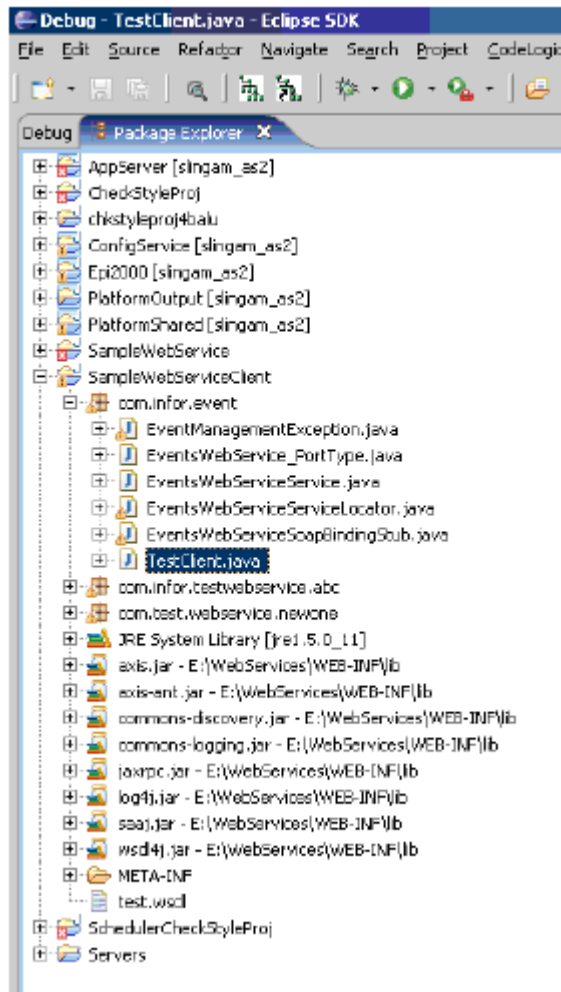 Debug - TestClient.java - Eclipse SDK
File Edit Source Refactor Navigate Search Project CodeLogic
Debug Package Explorer
AppServer [slingam_as2]
CheckStyleProj
chkstyleproj4balu
ConfigService [slingam_as2]
Epi2000 [slingam_as2]
PlatformOutput [slingam_as2]
PlatformShared [slingam_as2]
SampleWebService
SampleWebServiceClient
com.infor.event
EventManagementException.java
EventsWebService_PortType.java
EventsWebServiceService.java
EventsWebServiceServiceLocator.java
EventsWebServiceSoapBindingStub.java
TestClient.java
com.infor.testwebservice.abc
com.test.webservice.newone
JRE System Library [jre1.5.0_11]
axis.jar - E:\WebServices\WEB-INF\lib
axis-ant.jar - E:\WebServices\WEB-INF\lib
commons-discovery.jar - E:\WebServices\WEB-INF\lib
commons-logging.jar - E:\WebServices\WEB-INF\lib
jaxrpc.jar - E:\WebServices\WEB-INF\lib
log4j.jar - E:\WebServices\WEB-INF\lib
saaj.jar - E:\WebServices\WEB-INF\lib
wsdl4j.jar - E:\WebServices\WEB-INF\lib
META-INF
test.wsdl
SchedulerCheckStyleProj
Servers